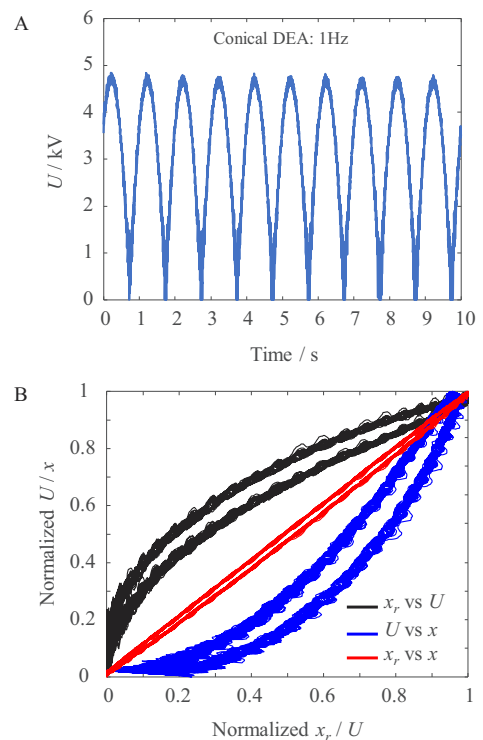 A
Conical DEA: 1Hz
6
5
4
3
2
1
0
U / kV
0 1 2 3 4 5 6 7 8 9 10
Time / s
B
1
0.8
0.6
0.4
0.2
0
Normalized U / x
x_r vs U
U vs x
x_r vs x
0 0.2 0.4 0.6 0.8 1
Normalized x_r / U